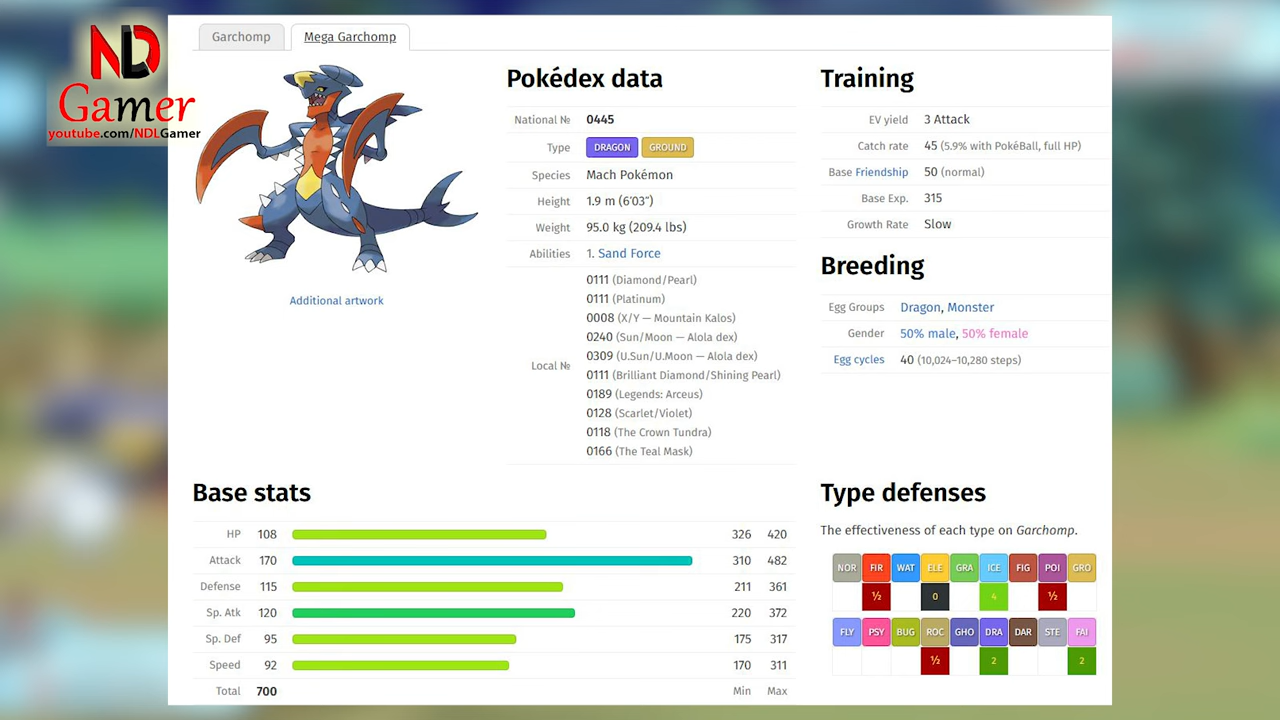 NDL
Gamer
youtube.com/NDLGamer
Garchomp
Mega Garchomp
Additional artwork
Pokédex data
National № 0445
Type DRAGON GROUND
Species Mach Pokémon
Height 1.9 m (6′03″)
Weight 95.0 kg (209.4 lbs)
Abilities 1. Sand Force
Local №
0111 (Diamond/Pearl)
0111 (Platinum)
0008 (X/Y — Mountain Kalos)
0240 (Sun/Moon — Alola dex)
0309 (U.Sun/U.Moon — Alola dex)
0111 (Brilliant Diamond/Shining Pearl)
0189 (Legends: Arceus)
0128 (Scarlet/Violet)
0118 (The Crown Tundra)
0166 (The Teal Mask)
Training
EV yield 3 Attack
Catch rate 45 (5.9% with PokéBall, full HP)
Base Friendship 50 (normal)
Base Exp. 315
Growth Rate Slow
Breeding
Egg Groups Dragon, Monster
Gender 50% male, 50% female
Egg cycles 40 (10,024–10,280 steps)
Base stats
HP 108 326 420
Attack 170 310 482
Defense 115 211 361
Sp. Atk 120 220 372
Sp. Def 95 175 317
Speed 92 170 311
Total 700 Min Max
Type defenses
The effectiveness of each type on Garchomp.
NOR FIR WAT ELE GRA ICE FIG POI GRO
½ 0 4 ½
FLY PSY BUG ROC GHO DRA DAR STE FAI
½ 2 2